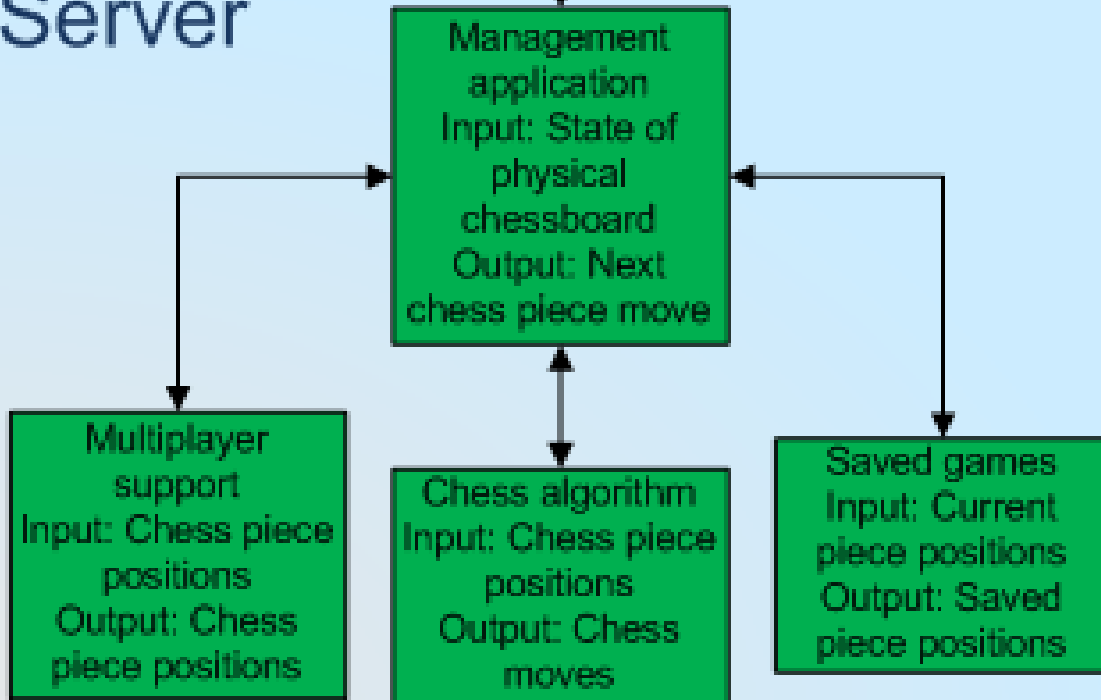 Server
Management
application
Input: State of
physical
chessboard
Output: Next
chess piece move
Multiplayer
support
Input: Chess piece
positions
Output: Chess
piece positions
Chess algorithm
Input: Chess piece
positions
Output: Chess
moves
Saved games
Input: Current
piece positions
Output: Saved
piece positions